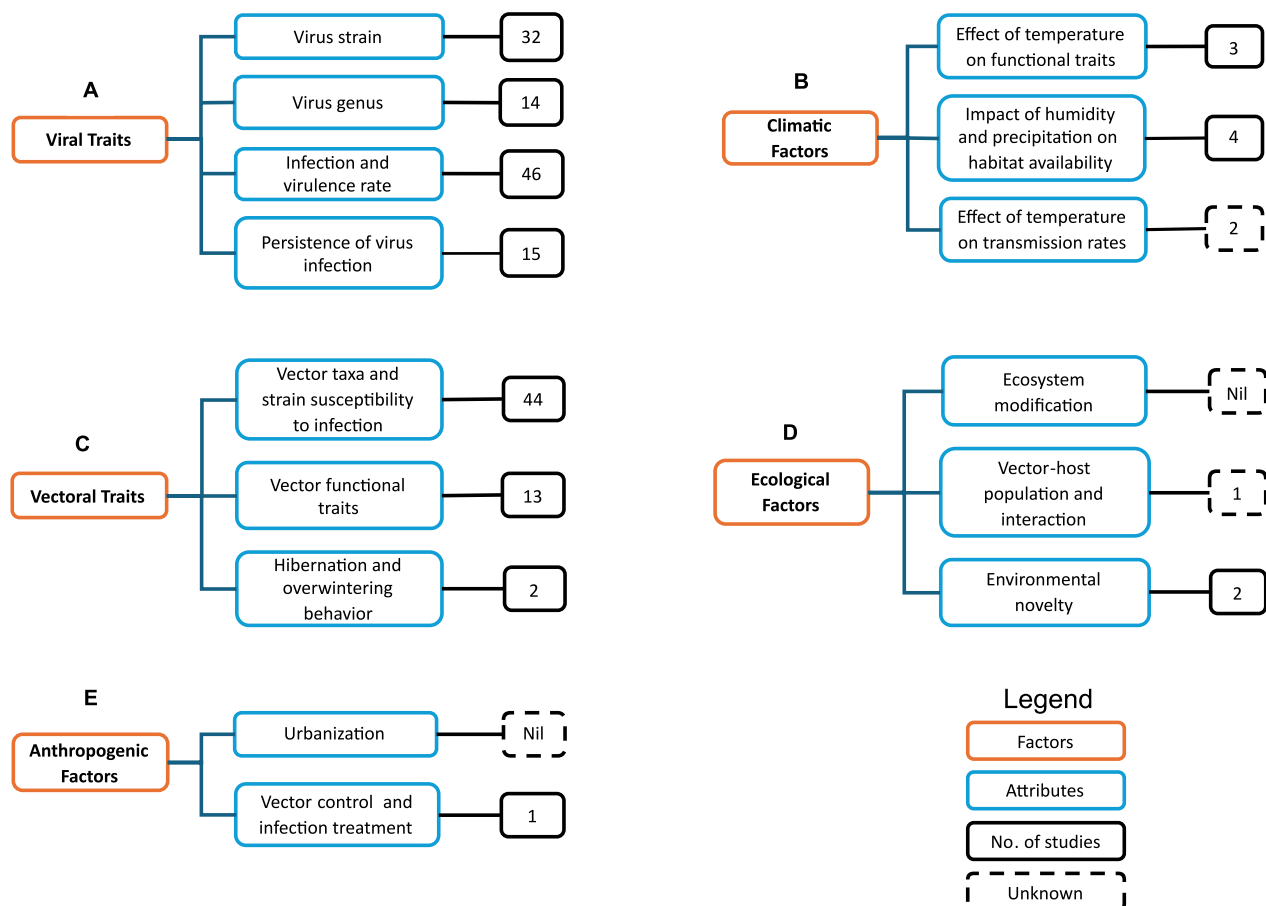 A
Viral Traits
Virus strain
32
Virus genus
14
Infection and
virulence rate
46
Persistence of virus
infection
15
B
Climatic
Factors
Effect of temperature
on functional traits
3
Impact of humidity
and precipitation on
habitat availability
4
Effect of temperature
on transmission rates
2
C
Vectoral Traits
Vector taxa and
strain susceptibility
to infection
44
Vector functional
traits
13
Hibernation and
overwintering
behavior
2
D
Ecological
Factors
Ecosystem
modification
Nil
Vector-host
population and
interaction
1
Environmental
novelty
2
E
Anthropogenic
Factors
Urbanization
Nil
Vector control and
infection treatment
1
Legend
Factors
Attributes
No. of studies
Unknown